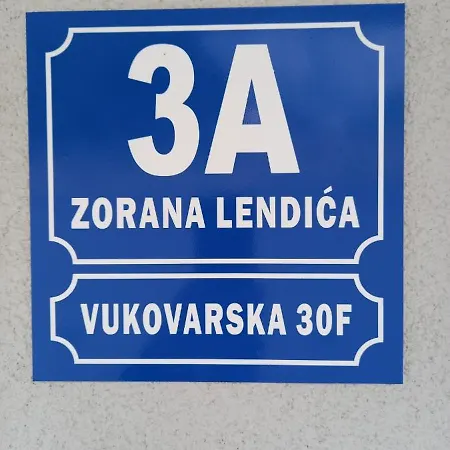 3A
ZORANA LENDIĆA
VUKOVARSKA 30F